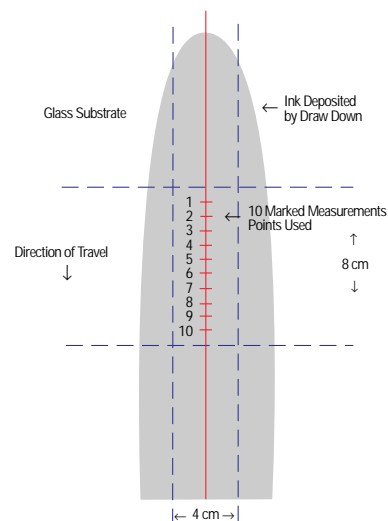 Glass Substrate
← Ink Deposited
by Draw Down
1
2
3
4
5
6
7
8
9
10
← 10 Marked Measurements
Points Used
Direction of Travel
↓
↑
8 cm
↓
← 4 cm →